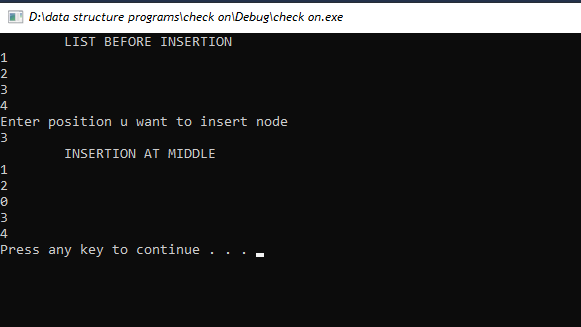 D:\data structure programs\check on\Debug\check on.exe
LIST BEFORE INSERTION
1
2
3
4
Enter position u want to insert node
3
INSERTION AT MIDDLE
1
2
0
3
4
Press any key to continue . . .